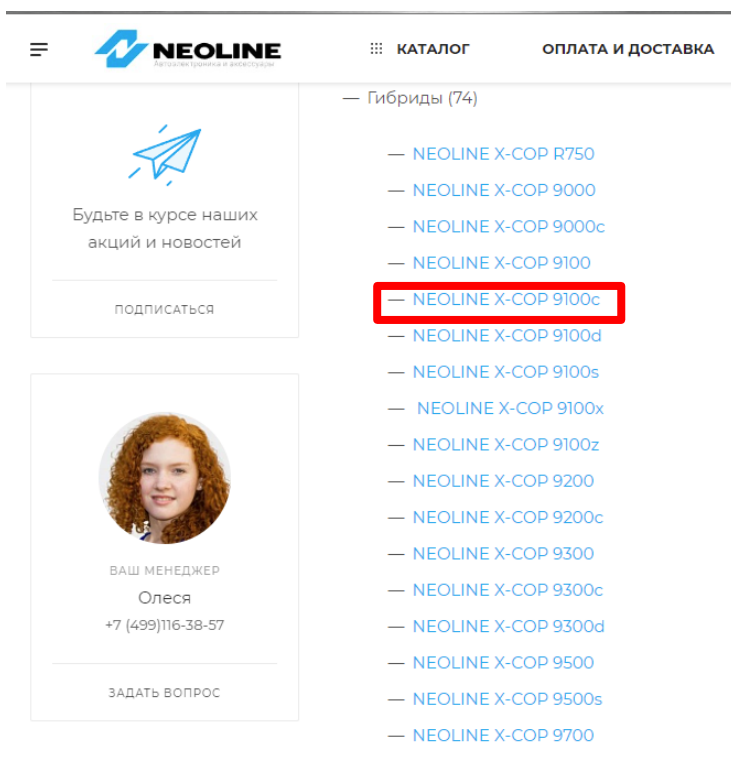 NEOLINE
Автоэлектроника и аксессуары
КАТАЛОГ
ОПЛАТА И ДОСТАВКА
Будьте в курсе наших
акций и новостей
ПОДПИСАТЬСЯ
ВАШ МЕНЕДЖЕР
Олеся
+7 (499)116-38-57
ЗАДАТЬ ВОПРОС
— Гибриды (74)
— NEOLINE X-COP R750
— NEOLINE X-COP 9000
— NEOLINE X-COP 9000c
— NEOLINE X-COP 9100
— NEOLINE X-COP 9100c
— NEOLINE X-COP 9100d
— NEOLINE X-COP 9100s
— NEOLINE X-COP 9100x
— NEOLINE X-COP 9100z
— NEOLINE X-COP 9200
— NEOLINE X-COP 9200c
— NEOLINE X-COP 9300
— NEOLINE X-COP 9300c
— NEOLINE X-COP 9300d
— NEOLINE X-COP 9500
— NEOLINE X-COP 9500s
— NEOLINE X-COP 9700